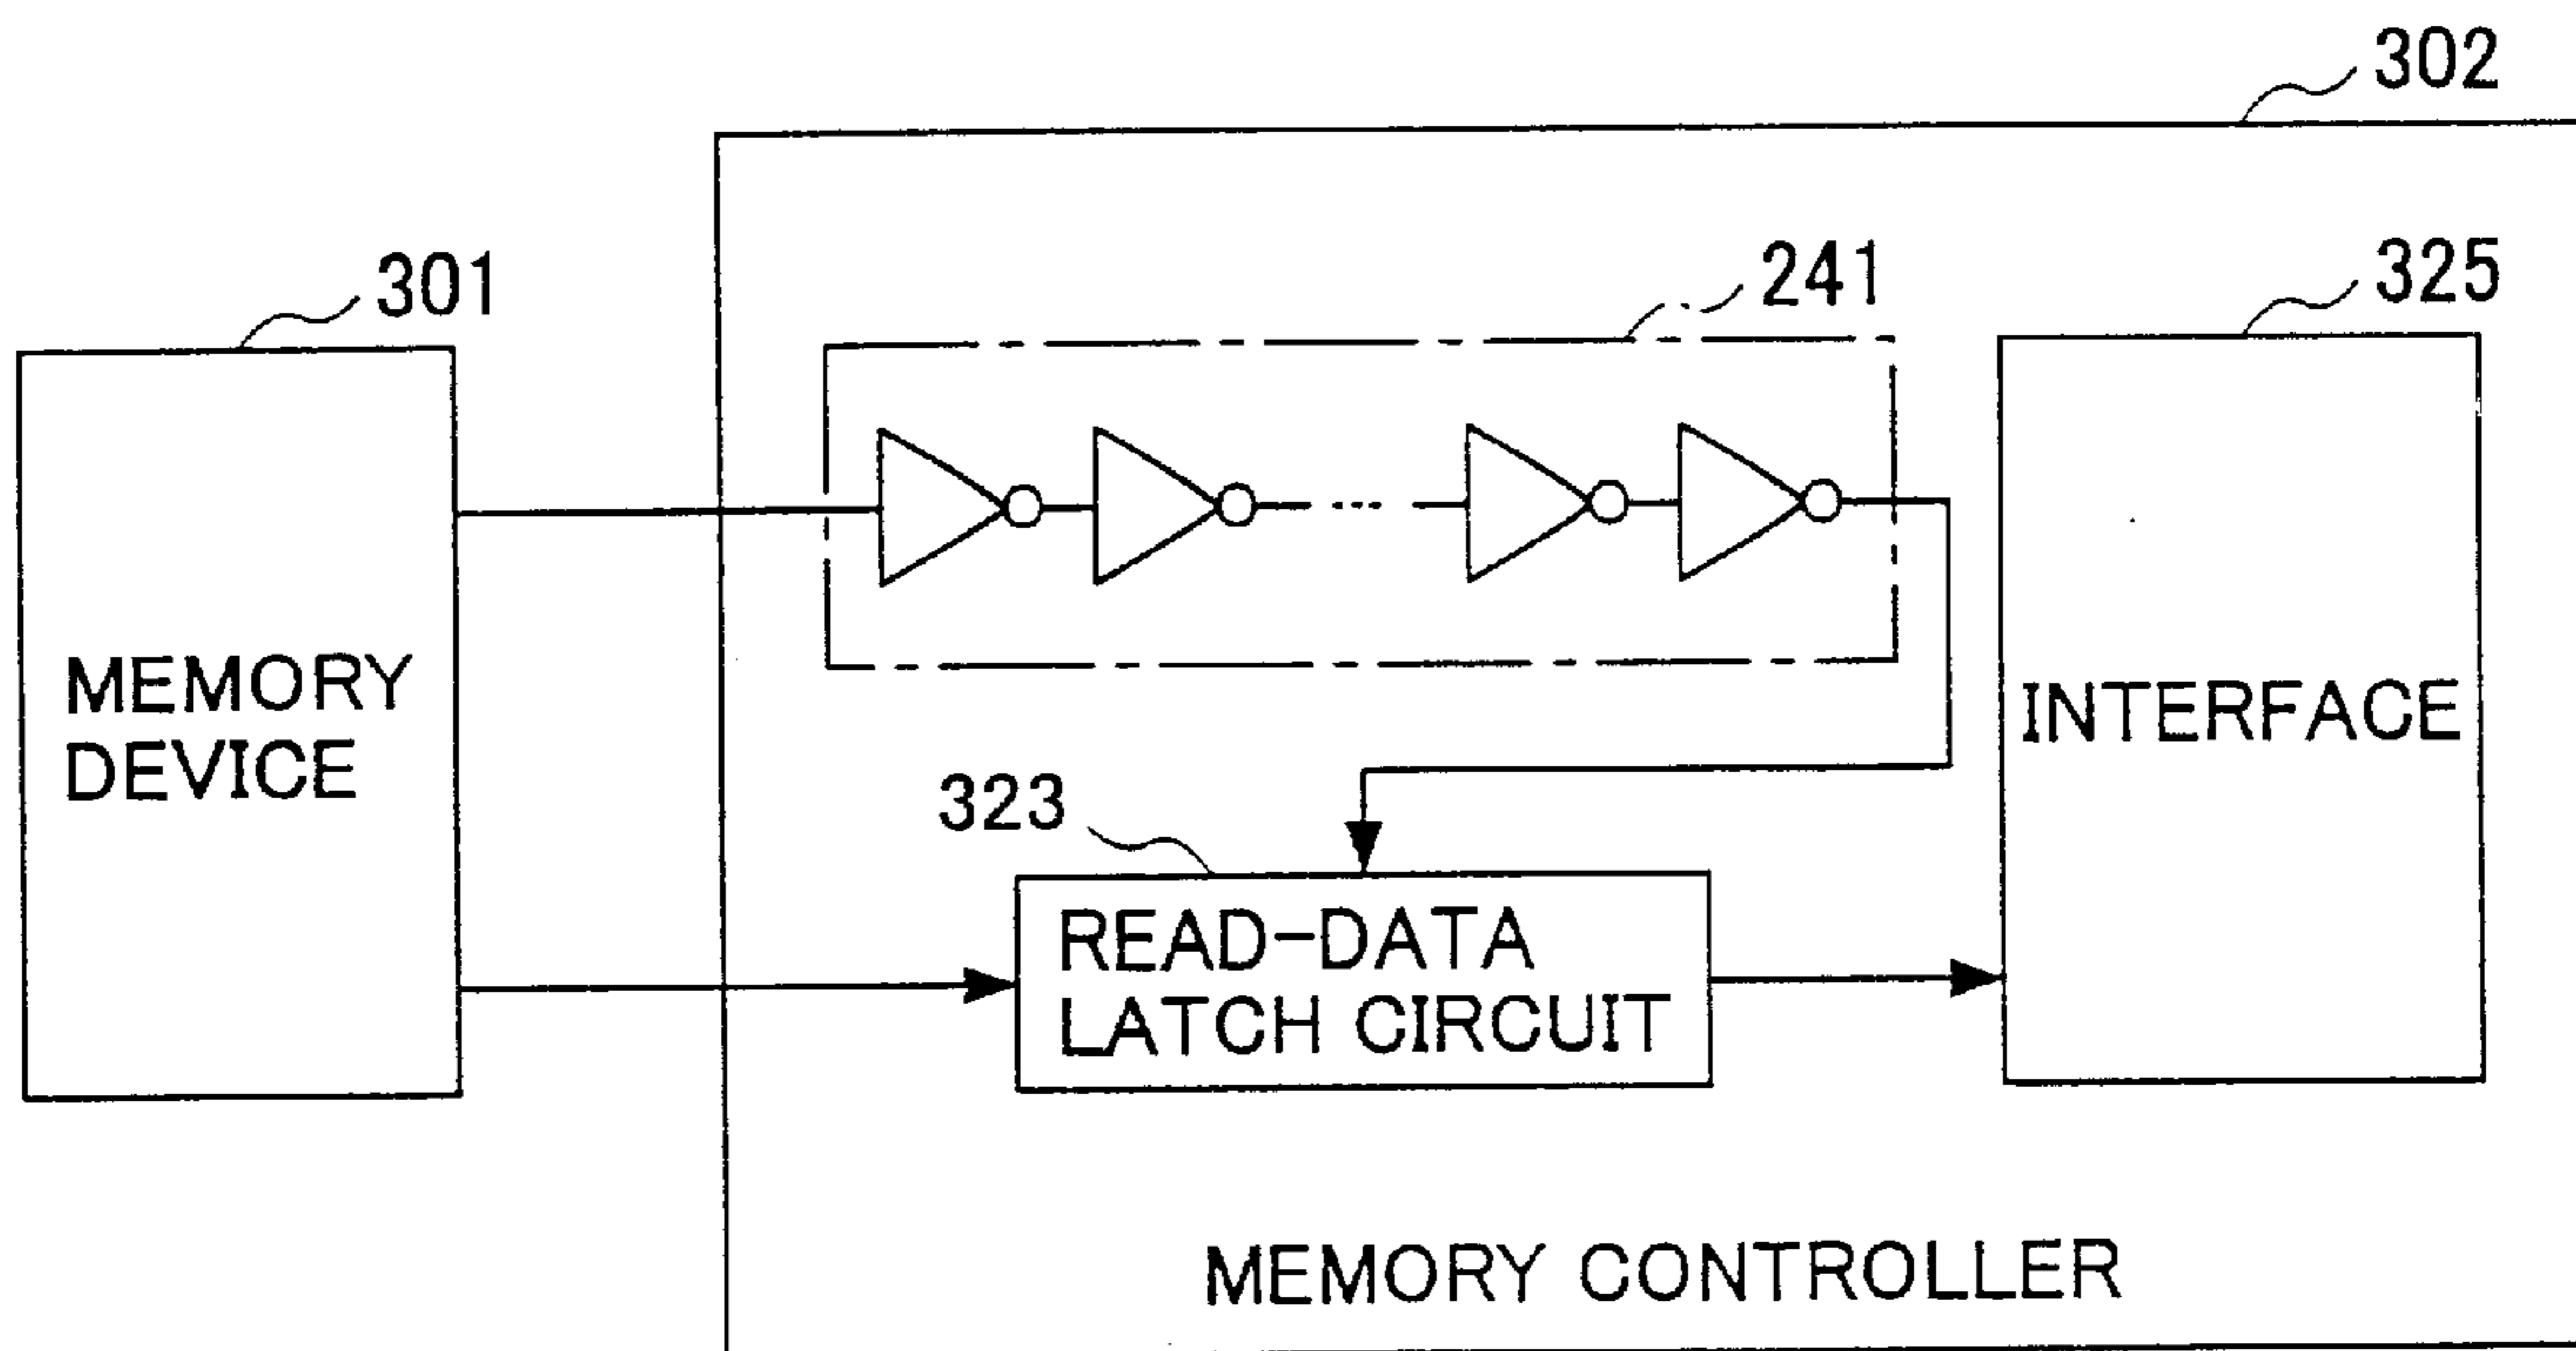 302
301
241
325
MEMORY
DEVICE
INTERFACE
323
READ-DATA
LATCH CIRCUIT
MEMORY CONTROLLER